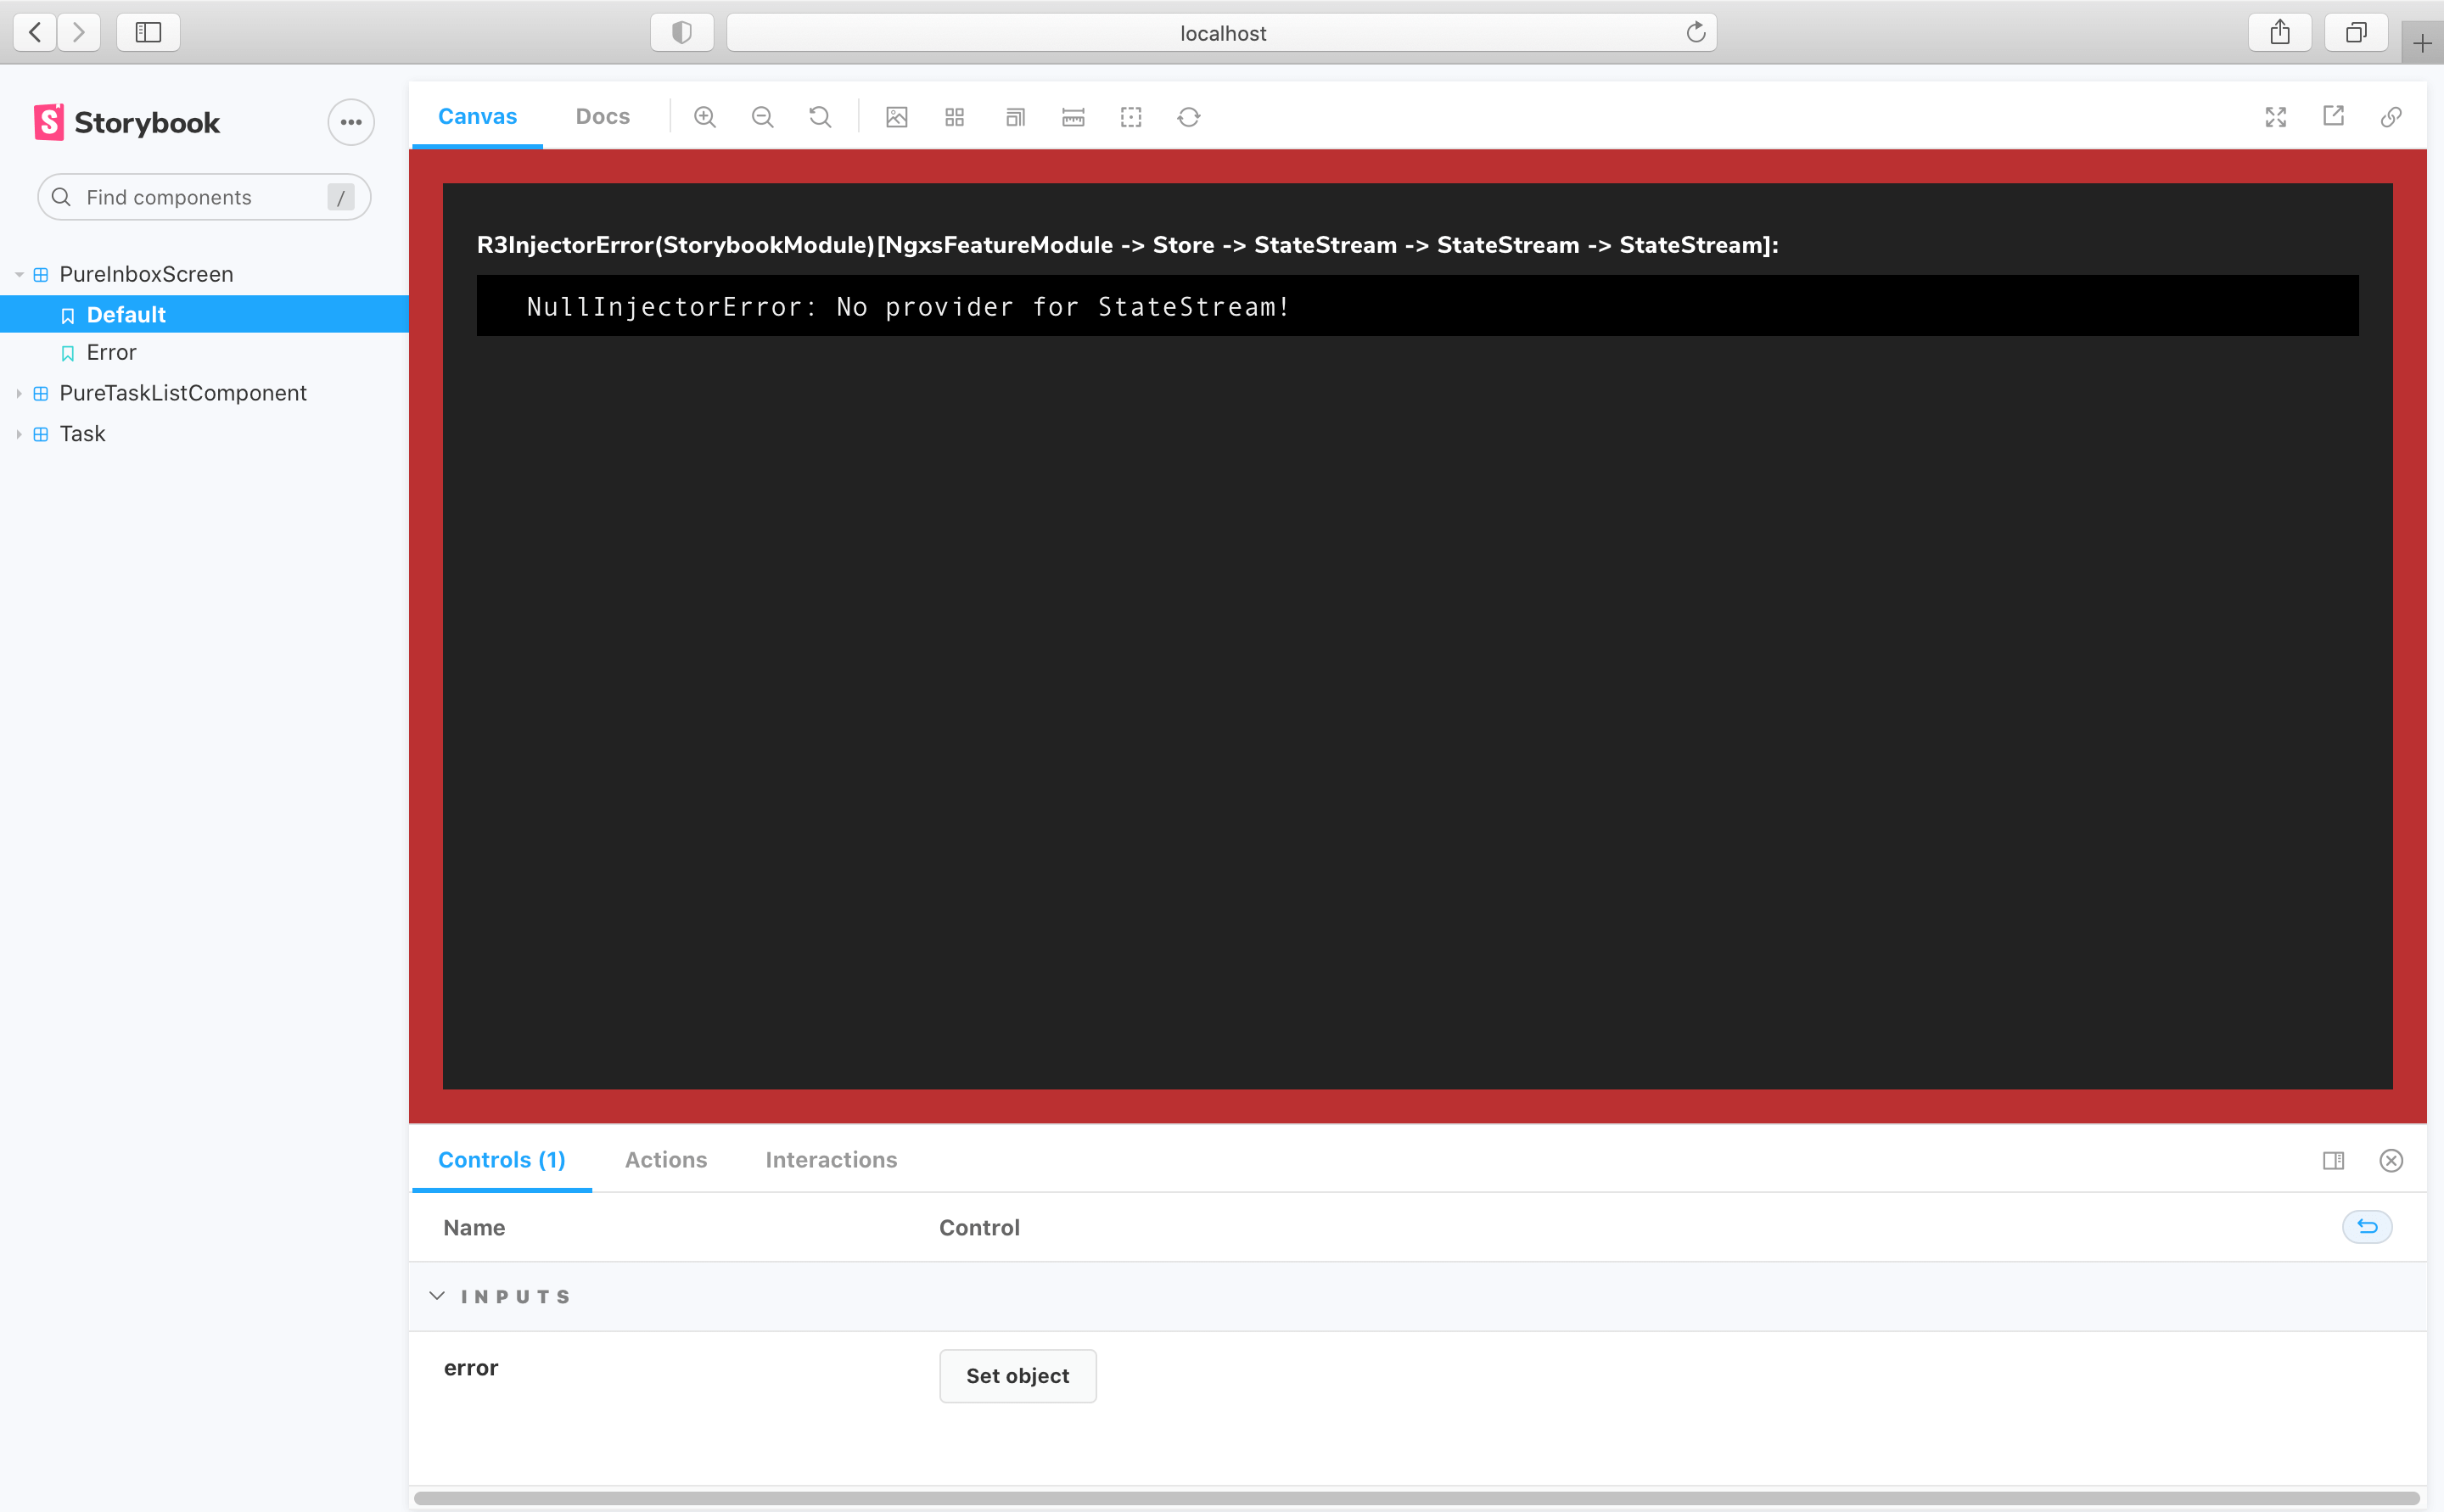 localhost
Storybook
Find components /
PureInboxScreen
Default
Error
PureTaskListComponent
Task
Canvas Docs
R3InjectorError(StorybookModule)[NgxsFeatureModule -> Store -> StateStream -> StateStream -> StateStream]:
NullInjectorError: No provider for StateStream!
Controls (1) Actions Interactions
Name Control
INPUTS
error Set object